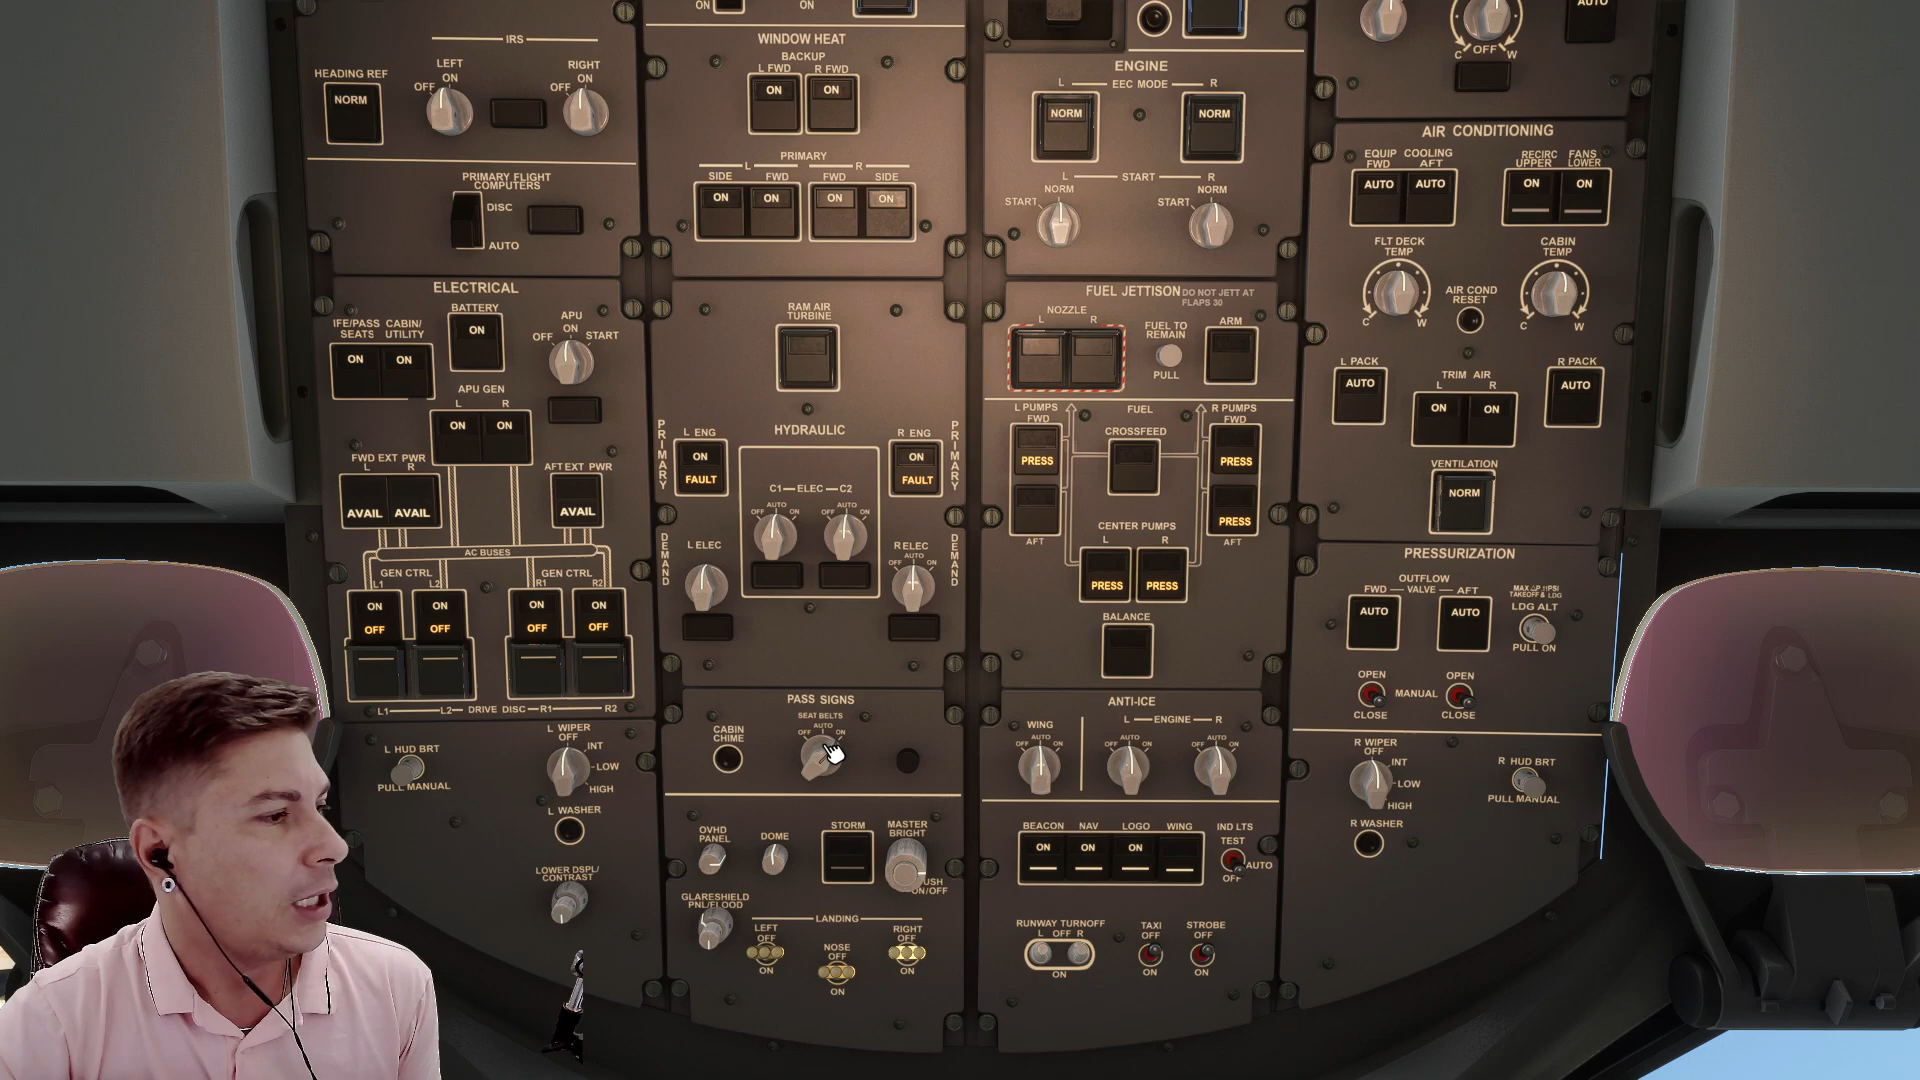 IRS
HEADING REF
NORM
LEFT
ON
OFF
RIGHT
ON
OFF
PRIMARY FLIGHT
COMPUTERS
DISC
AUTO
ELECTRICAL
BATTERY
ON
IFE/PASS
SEATS
ON
CABIN/
UTILITY
ON
APU
ON
OFF
START
APU GEN
L
R
ON
ON
FWD EXT PWR
L
R
AVAIL
AVAIL
AFT EXT PWR
AVAIL
AC BUSES
GEN CTRL
L1
L2
GEN CTRL
R1
R2
ON
OFF
ON
OFF
ON
OFF
ON
OFF
L1
L2
DRIVE
DISC
R1
R2
L HUD BRT
PULL MANUAL
L WIPER
OFF
INT
LOW
HIGH
L WASHER
LOWER DSPL/
CONTRAST
ON
ON
WINDOW HEAT
BACKUP
L FWD
R FWD
ON
ON
PRIMARY
L
R
SIDE
FWD
FWD
SIDE
ON
ON
ON
ON
RAM AIR
TURBINE
HYDRAULIC
PRIMARY
L ENG
ON
FAULT
R ENG
ON
FAULT
PRIMARY
C1
ELEC
C2
OFF
AUTO
ON
OFF
AUTO
ON
DEMAND
L ELEC
R ELEC
OFF
AUTO
ON
DEMAND
PASS SIGNS
SEAT BELTS
CABIN
CHIME
OFF
AUTO
ON
OVHD
PANEL
DOME
STORM
MASTER
BRIGHT
PUSH
ON/OFF
GLARESHIELD
PNL/FLOOD
LANDING
LEFT
OFF
ON
NOSE
OFF
ON
RIGHT
OFF
ON
ENGINE
L
EEC MODE
R
NORM
NORM
L
START
R
NORM
START
NORM
START
FUEL JETTISON
DO NOT JETT AT
FLAPS 30
NOZZLE
L
R
FUEL TO
REMAIN
PULL
ARM
L PUMPS
FWD
FUEL
R PUMPS
FWD
PRESS
CROSSFEED
PRESS
PRESS
AFT
AFT
CENTER PUMPS
L
R
PRESS
PRESS
BALANCE
ANTI-ICE
WING
OFF
AUTO
ON
L
ENGINE
R
OFF
AUTO
ON
OFF
AUTO
ON
BEACON
NAV
LOGO
WING
ON
ON
ON
IND LTS
TEST
AUTO
OFF
RUNWAY TURNOFF
L
OFF
R
ON
TAXI
OFF
ON
STROBE
OFF
ON
C
OFF
W
AUTO
AIR CONDITIONING
EQUIP
COOLING
FWD
AFT
AUTO
AUTO
RECIRC
FANS
UPPER
LOWER
ON
ON
FLT DECK
TEMP
C
W
CABIN
TEMP
C
W
AIR COND
RESET
L PACK
AUTO
R PACK
AUTO
TRIM AIR
L
R
ON
ON
VENTILATION
NORM
PRESSURIZATION
OUTFLOW
FWD
VALVE
AFT
AUTO
AUTO
TAKEOFF & LDG
LDG ALT
PULL ON
OPEN
CLOSE
MANUAL
OPEN
CLOSE
R WIPER
OFF
INT
LOW
HIGH
R HUD BRT
PULL MANUAL
R WASHER